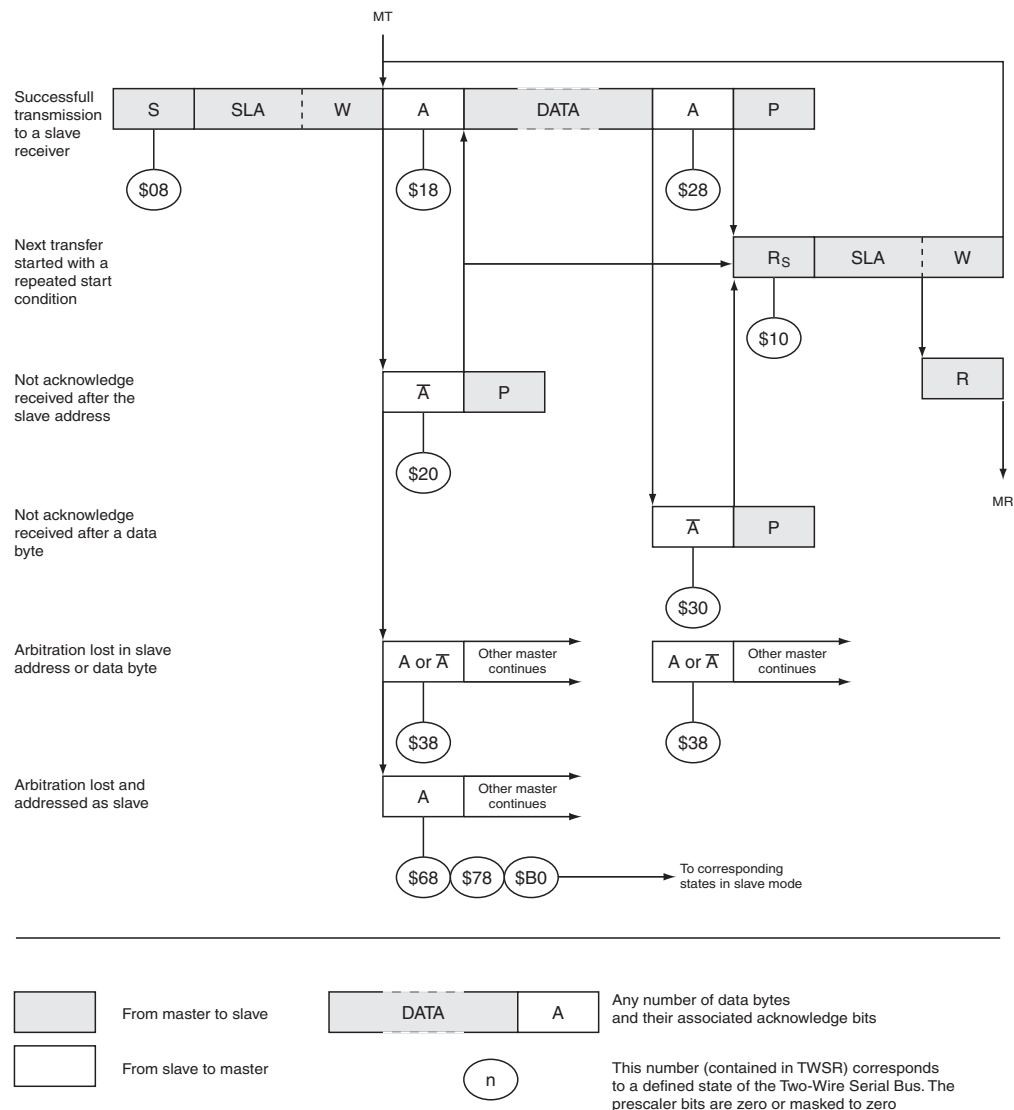 MT
Successfull
transmission
to a slave
receiver
S SLA W A DATA A P
$08 $18 $28
Next transfer
started with a
repeated start
condition
RS SLA W
$10
Not acknowledge
received after the
slave address
A̅ P
R
$20
MR
Not acknowledge
received after a data
byte
A̅ P
$30
Arbitration lost in slave
address or data byte
A or A̅ Other master
continues
A or A̅ Other master
continues
$38 $38
Arbitration lost and
addressed as slave
A Other master
continues
$68 $78 $B0
To corresponding
states in slave mode
From master to slave
DATA A
Any number of data bytes
and their associated acknowledge bits
From slave to master
n
This number (contained in TWSR) corresponds
to a defined state of the Two-Wire Serial Bus. The
prescaler bits are zero or masked to zero